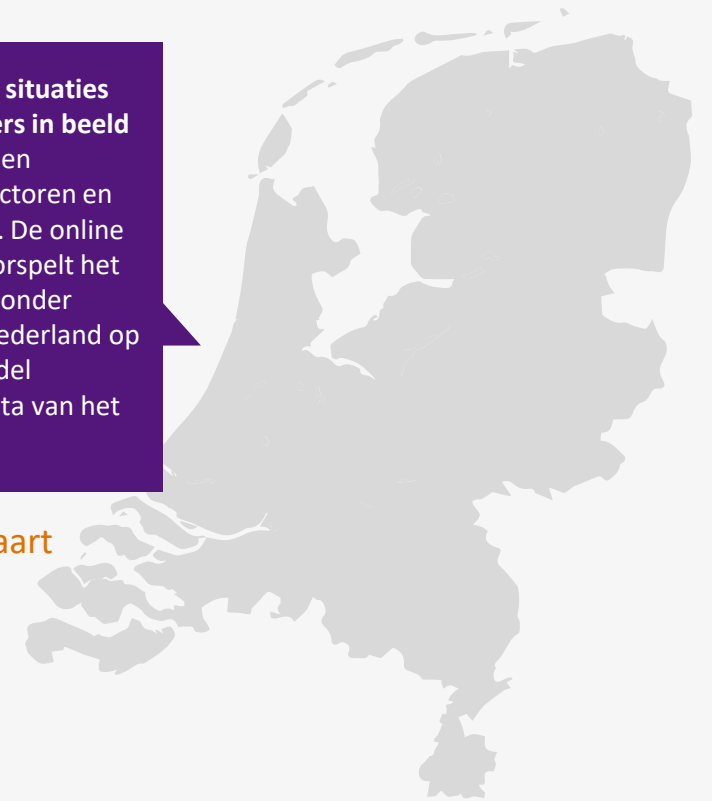 situaties
ers in beeld
en
ctoren en
. De online
orspelt het
onder
ederland op
del
ta van het
aart